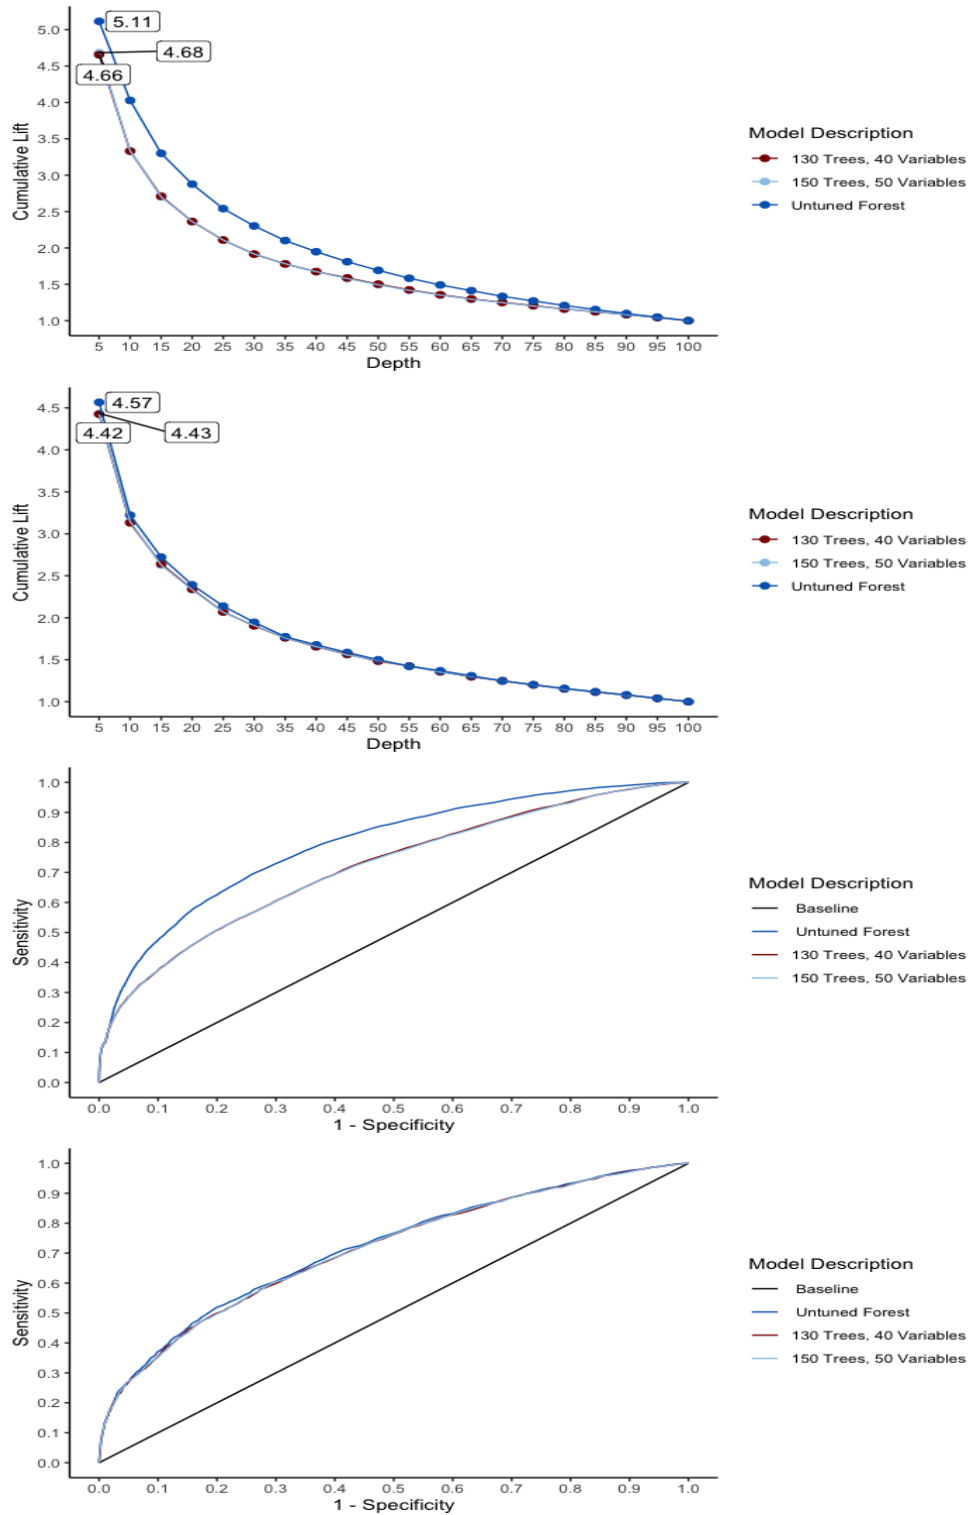 5.0
4.5
4.0
3.5
3.0
2.5
2.0
1.5
1.0
Cumulative Lift
5.11
4.68
4.66
5 10 15 20 25 30 35 40 45 50 55 60 65 70 75 80 85 90 95 100
Depth
Model Description
130 Trees, 40 Variables
150 Trees, 50 Variables
Untuned Forest
4.5
4.0
3.5
3.0
2.5
2.0
1.5
1.0
Cumulative Lift
4.57
4.42
4.43
5 10 15 20 25 30 35 40 45 50 55 60 65 70 75 80 85 90 95 100
Depth
Model Description
130 Trees, 40 Variables
150 Trees, 50 Variables
Untuned Forest
1.0
0.9
0.8
0.7
0.6
0.5
0.4
0.3
0.2
0.1
0.0
Sensitivity
0.0 0.1 0.2 0.3 0.4 0.5 0.6 0.7 0.8 0.9 1.0
1 - Specificity
Model Description
Baseline
Untuned Forest
130 Trees, 40 Variables
150 Trees, 50 Variables
1.0
0.9
0.8
0.7
0.6
0.5
0.4
0.3
0.2
0.1
0.0
Sensitivity
0.0 0.1 0.2 0.3 0.4 0.5 0.6 0.7 0.8 0.9 1.0
1 - Specificity
Model Description
Baseline
Untuned Forest
130 Trees, 40 Variables
150 Trees, 50 Variables